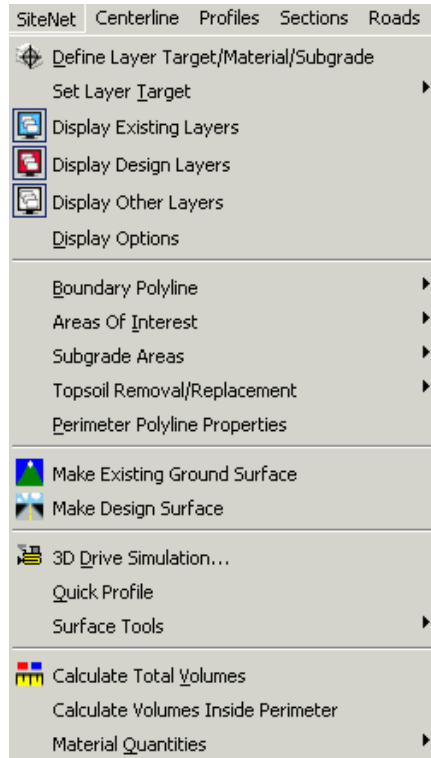 SiteNet Centerline Profiles Sections Roads
Define Layer Target/Material/Subgrade
Set Layer Target
Display Existing Layers
Display Design Layers
Display Other Layers
Display Options
Boundary Polyline
Areas Of Interest
Subgrade Areas
Topsoil Removal/Replacement
Perimeter Polyline Properties
Make Existing Ground Surface
Make Design Surface
3D Drive Simulation...
Quick Profile
Surface Tools
Calculate Total Volumes
Calculate Volumes Inside Perimeter
Material Quantities